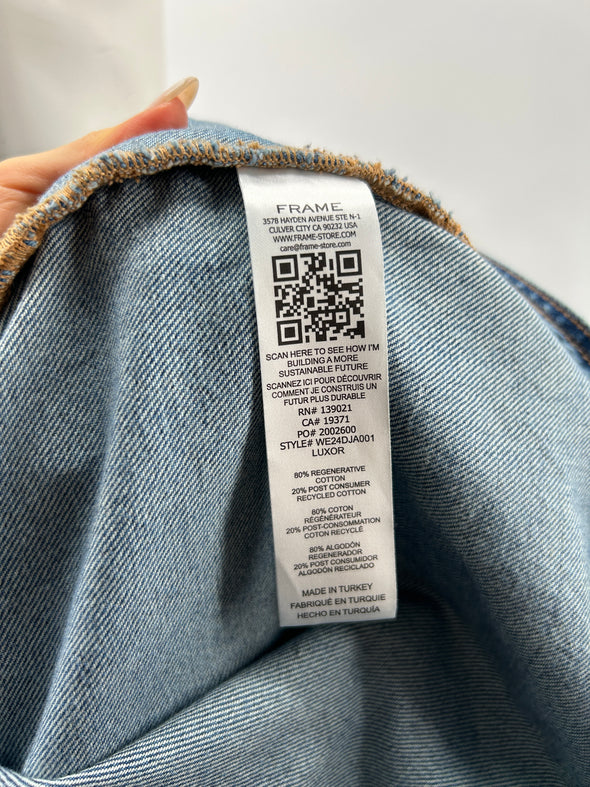 FRAME
3578 HAYDEN AVENUE STE N-1
CULVER CITY CA 90232 USA
WWW.FRAME-STORE.COM
care@frame-store.com
SCAN HERE TO SEE HOW I'M
BUILDING A MORE
SUSTAINABLE FUTURE
SCANNEZ ICI POUR DÉCOUVRIR
COMMENT JE CONSTRUIS UN
FUTUR PLUS DURABLE
RN# 139021
CA# 19371
PO# 2002600
STYLE# WE24DJA001
LUXOR
80% REGENERATIVE
COTTON
20% POST CONSUMER
RECYCLED COTTON
80% COTON
RÉGÉNÉRATEUR
20% POST-CONSOMMATION
COTON RECYCLÉ
80% ALGODÓN
REGENERADOR
20% POST CONSUMIDOR
ALGODÓN RECICLADO
MADE IN TURKEY
FABRIQUÉ EN TURQUIE
HECHO EN TURQUÍA